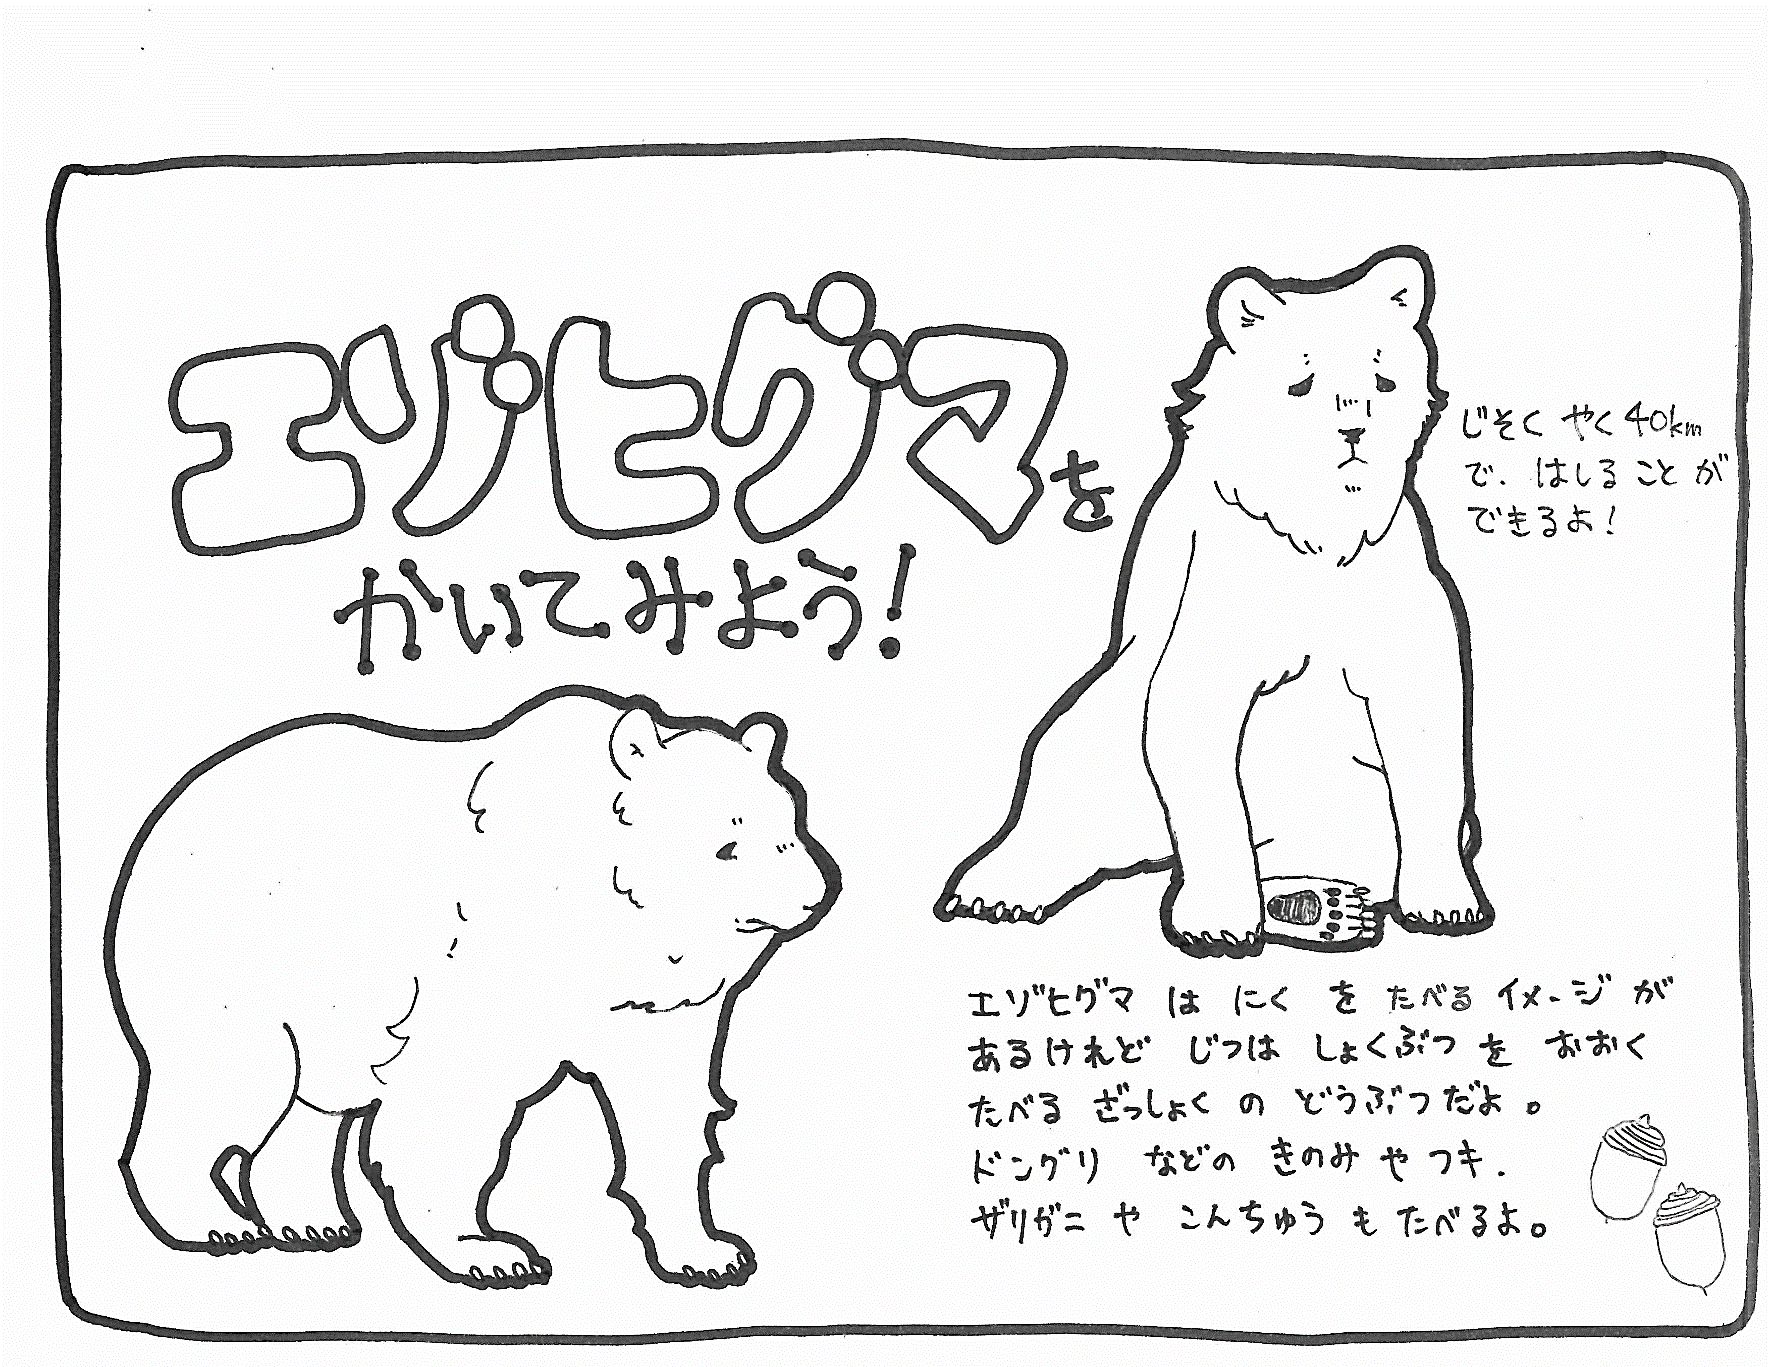 エゾヒグマを
かいてみよう！
じそく やく 40km
で、はしる こと が
できるよ！
エゾヒグマ は にく を たべる イメージ が
あるけれど じつは しょくぶつ を おおく
たべる ざっしょく の どうぶつだよ。
ドングリ などの きのみ や フキ、
ザリガニ や こんちゅう も たべるよ。